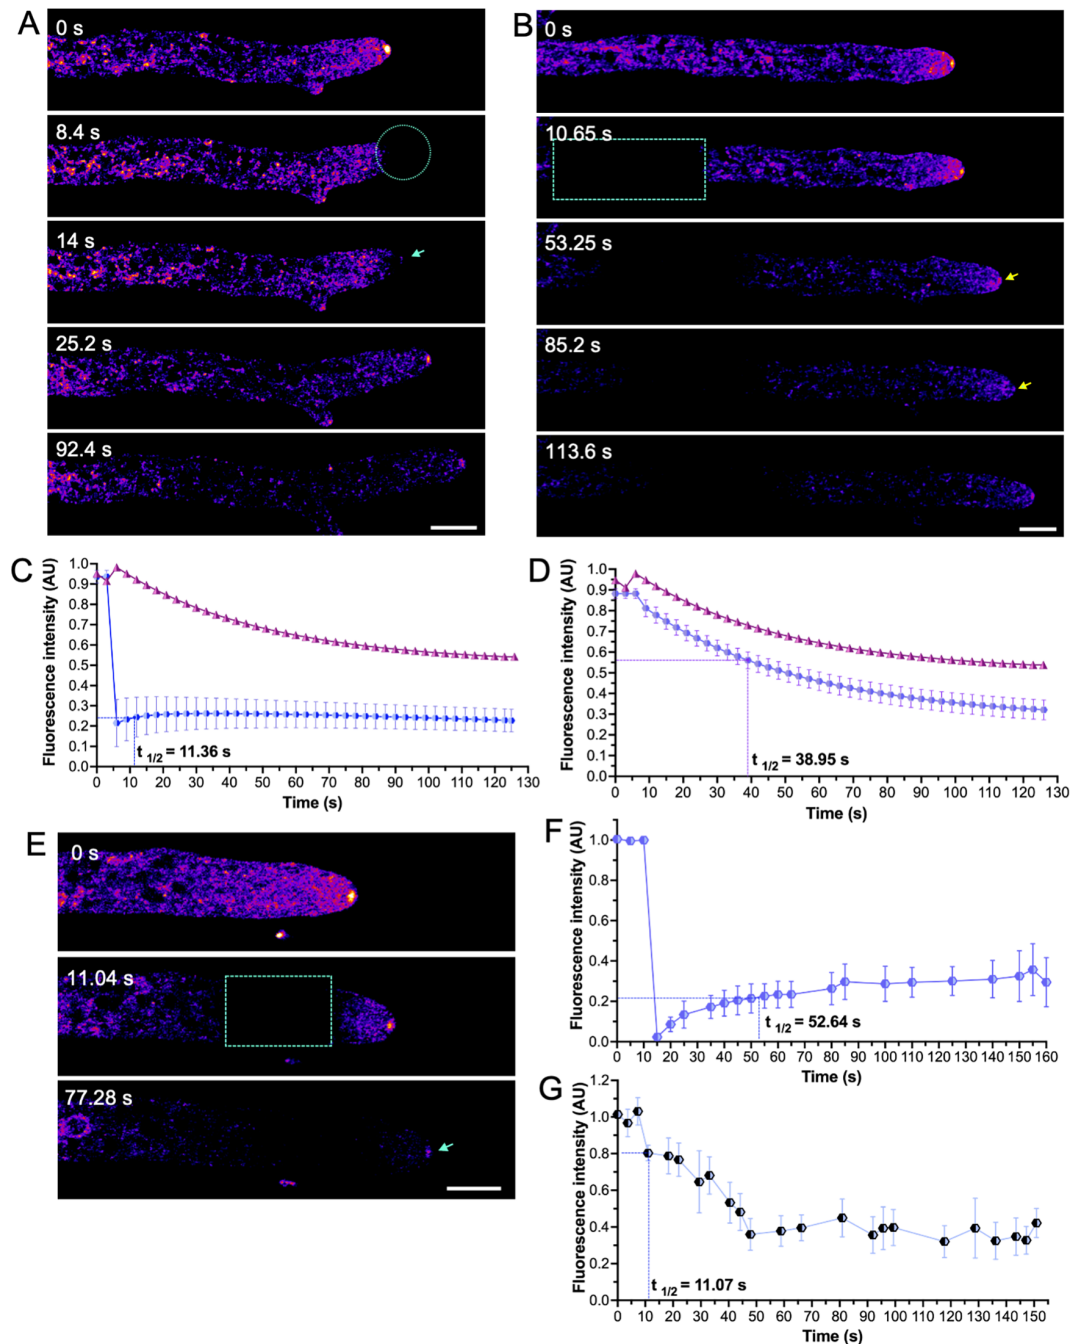 A
0 s
8.4 s
14 s
25.2 s
92.4 s
B
0 s
10.65 s
53.25 s
85.2 s
113.6 s
C
Fluorescence intensity (AU)
1.0
0.9
0.8
0.7
0.6
0.5
0.4
0.3
0.2
0.1
0.0
t 1/2 = 11.36 s
0 10 20 30 40 50 60 70 80 90 100 110 120 130
Time (s)
D
Fluorescence intensity (AU)
1.0
0.9
0.8
0.7
0.6
0.5
0.4
0.3
0.2
0.1
0.0
t 1/2 = 38.95 s
0 10 20 30 40 50 60 70 80 90 100 110 120 130
Time (s)
E
0 s
11.04 s
77.28 s
F
Fluorescence intensity (AU)
1.0
0.8
0.6
0.4
0.2
0.0
t 1/2 = 52.64 s
0 10 20 30 40 50 60 70 80 90 100 110 120 130 140 150 160
Time (s)
G
Fluorescence intensity (AU)
1.2
1.0
0.8
0.6
0.4
0.2
0.0
t 1/2 = 11.07 s
0 10 20 30 40 50 60 70 80 90 100 110 120 130 140 150
Time (s)